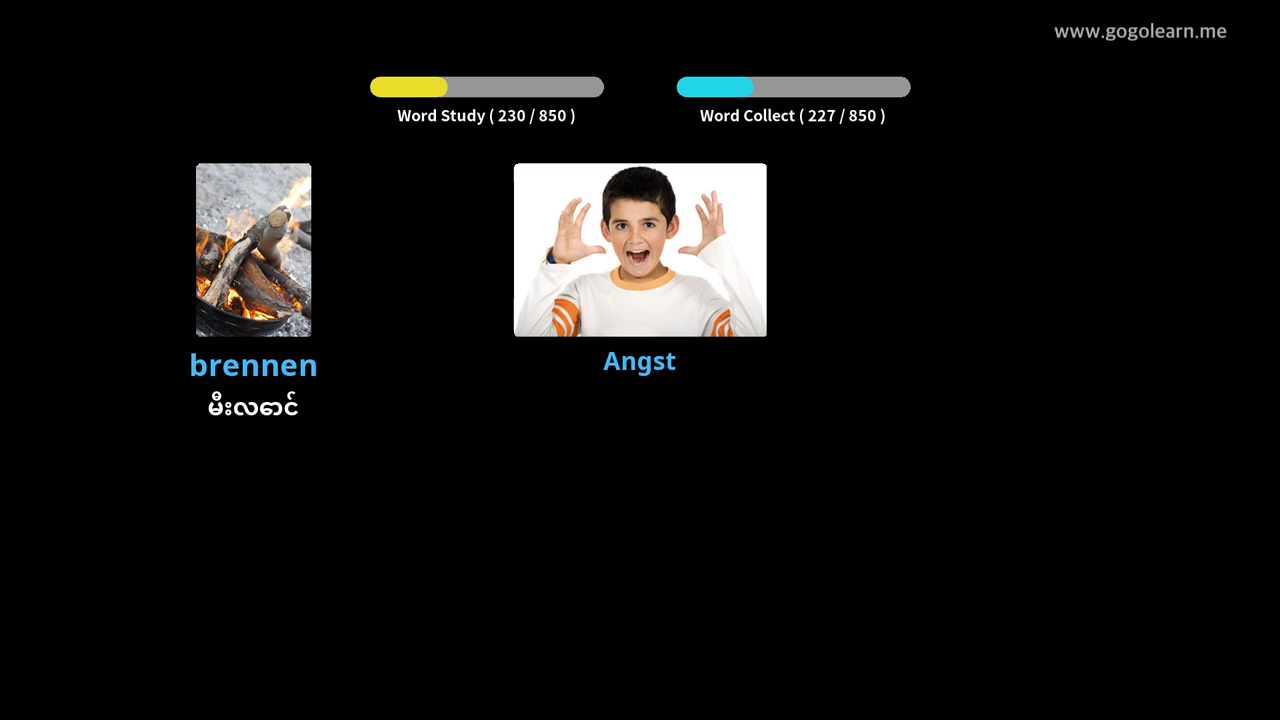 www.gogolearn.me
Word Study ( 230 / 850 )
Word Collect ( 227 / 850 )
brennen
မီးလောင်
Angst